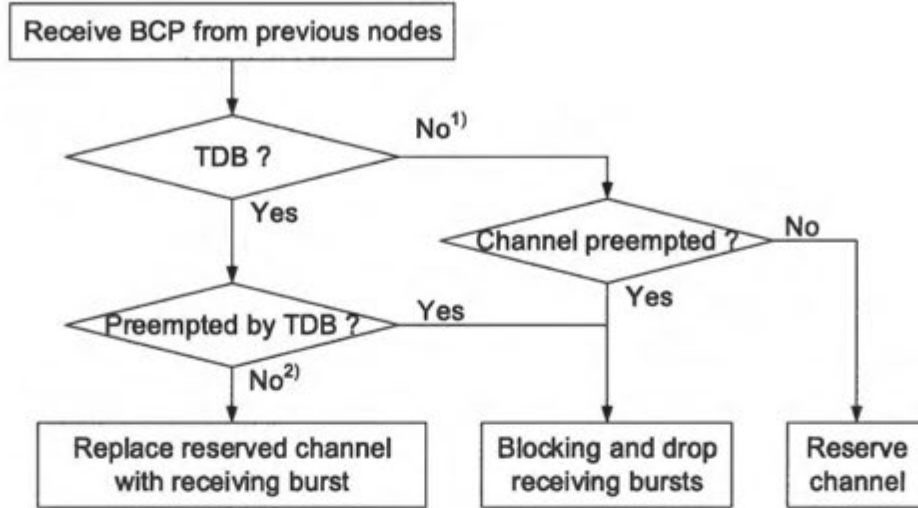 Receive BCP from previous nodes
No1)
TDB ?
Yes
Channel preempted ?
No
Yes
Preempted by TDB ?
Yes
No2)
Replace reserved channel
with receiving burst
Blocking and drop
receiving bursts
Reserve
channel